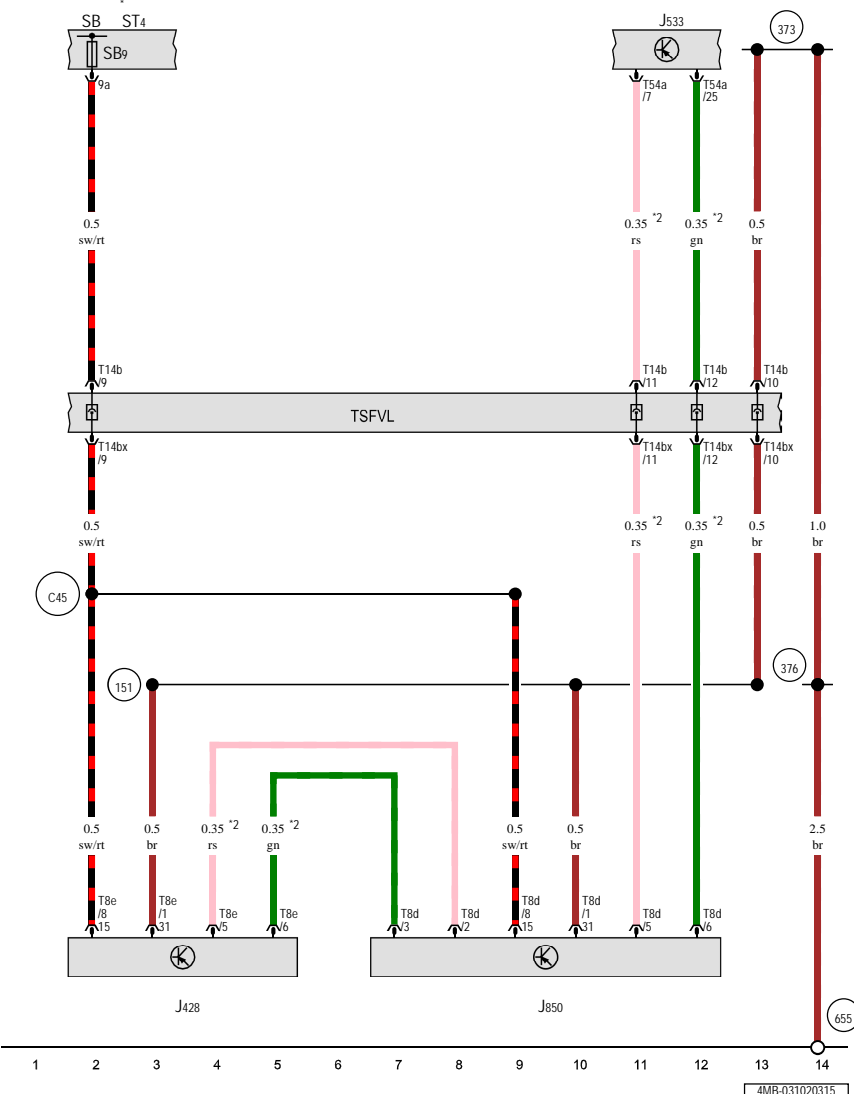 *
SB ST4 J533
373
SB9
9a T54a T54a
/7 /25
0.5 0.35 *2 0.35 *2 0.5
sw/rt rs gn br
T14b T14b T14b T14b
/9 /11 /12 /10
TSFVL
T14bx T14bx T14bx T14bx
/9 /11 /12 /10
0.5 0.35 *2 0.35 *2 0.5 1.0
sw/rt rs gn br br
C45
376
151
0.5 0.5 0.35 *2 0.35 *2 0.5 0.5 2.5
sw/rt br rs gn sw/rt br br
T8e T8e T8e T8e T8d T8d T8d T8d T8d T8d
/8 /1 /5 /6 /3 /2 /8 /1 /5 /6
15 31 15 31
J428 J850
655
1 2 3 4 5 6 7 8 9 10 11 12 13 14
4MB-031020315